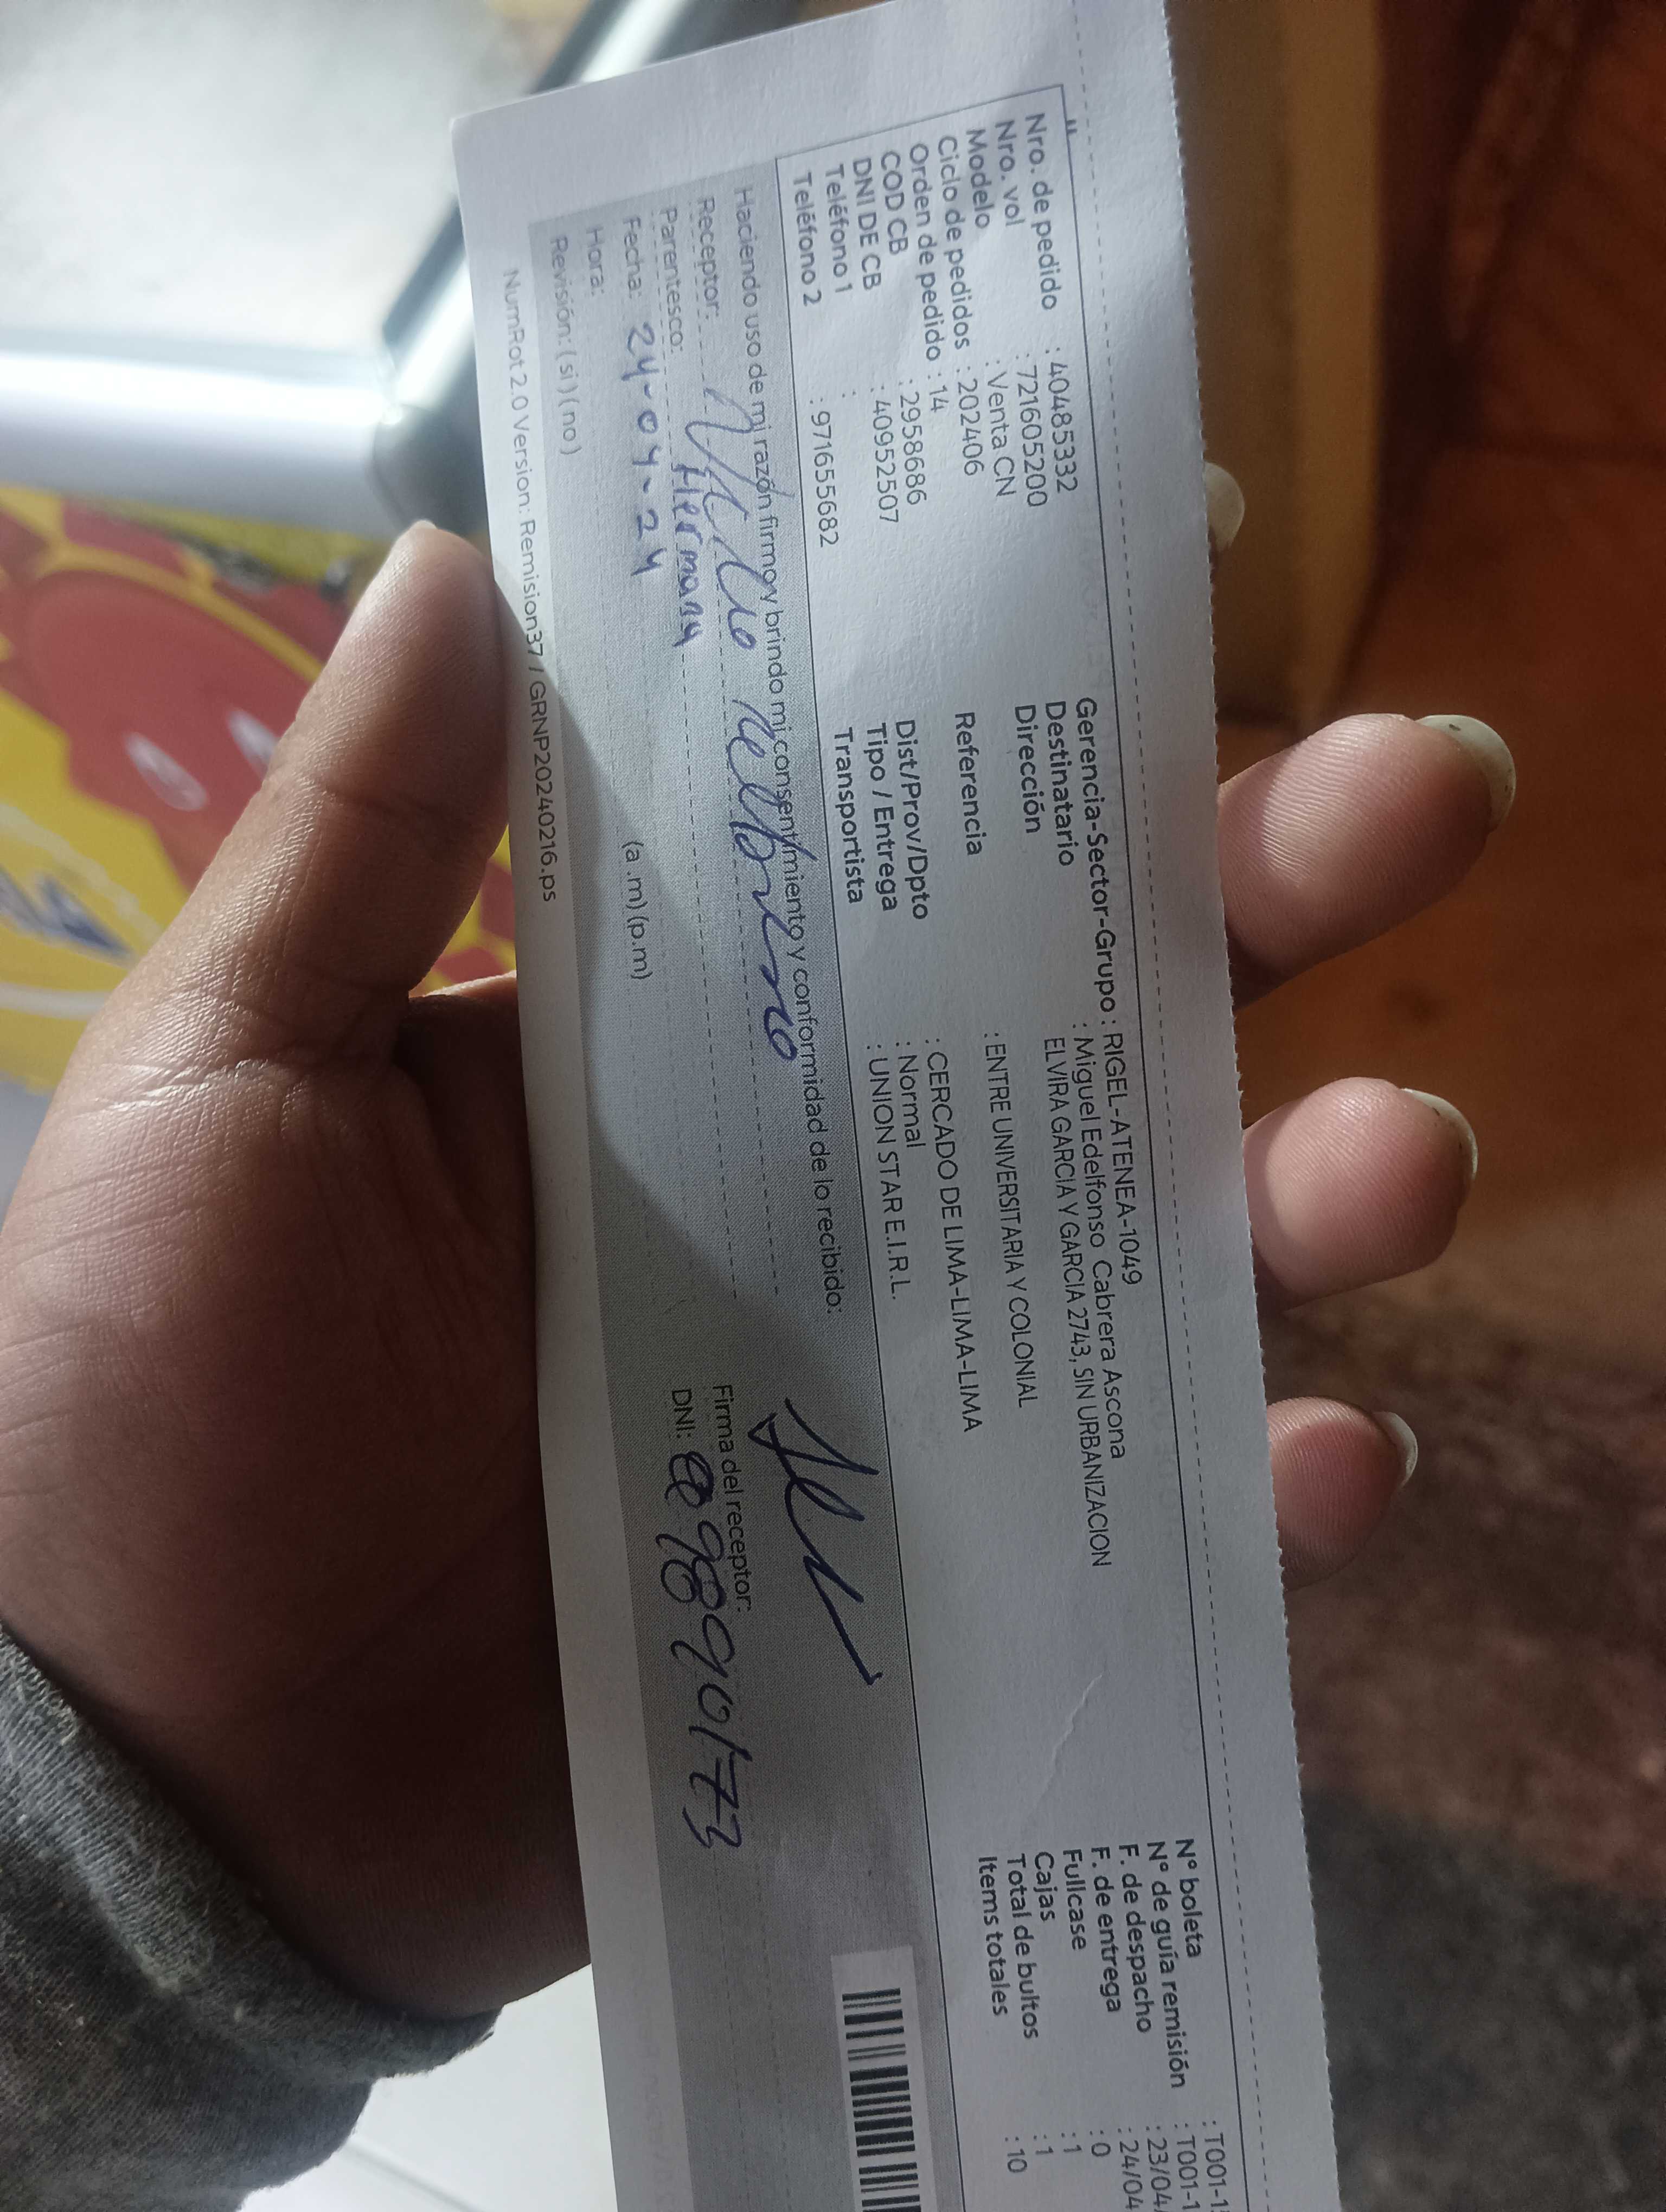 Nro. de pedido : 40485332
Nro. vol : 721605200
Modelo : Venta CN
Ciclo de pedidos : 202406
Orden de pedido : 14
COD CB : 2958686
DNI DE CB : 40952507
Teléfono 1 :
Teléfono 2 : 971655682
Gerencia-Sector-Grupo : RIGEL-ATENEA-1049
Destinatario : Miguel Edelfonso Cabrera Ascona
Dirección ELVIRA GARCIA Y GARCIA 2743, SIN URBANIZACION
Referencia : ENTRE UNIVERSITARIA Y COLONIAL
Dist/Prov/Dpto : CERCADO DE LIMA-LIMA-LIMA
Tipo / Entrega : Normal
Transportista : UNION STAR E.I.R.L.
N° boleta : T001-1
N° de guía remisión : T001-1
F. de despacho : 23/04/
F. de entrega : 24/04
Fullcase : 0
Cajas : 1
Total de bultos : 1
Items totales : 10
Haciendo uso de mi razón firmo y brindo mi consentimiento y conformidad de lo recibido:
Receptor:
Parentesco: Hermana
Fecha: 24-04-24
Hora: (a .m) (p.m)
Revisión: ( si ) ( no )
Firma del receptor:
DNI:
NumRot 2.0 Version: Remision37 / GRNP20240216.ps